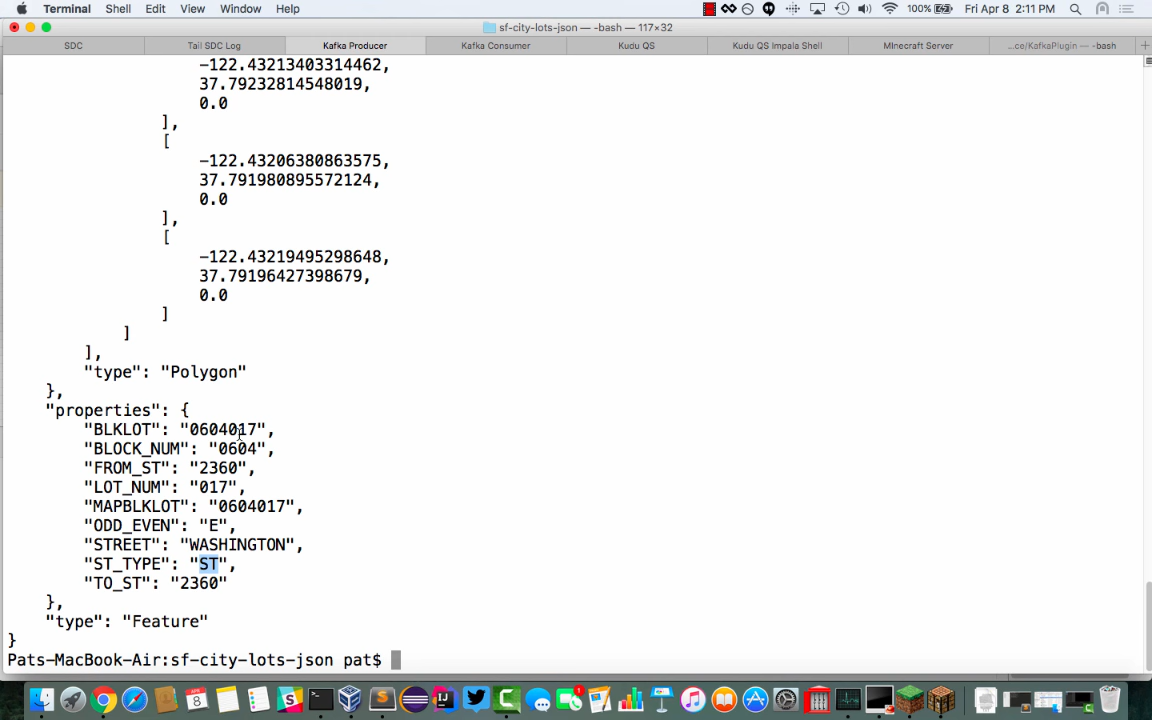 Terminal Shell Edit View Window Help 100% Fri Apr 8 2:11 PM
sf-city-lots-json — -bash — 117×32
SDC Tail SDC Log Kafka Producer Kafka Consumer Kudu QS Kudu QS Impala Shell MInecraft Server ...ce/KafkaPlugin — -bash
-122.43213403314462,
37.79232814548019,
0.0
],
[
-122.43206380863575,
37.791980895572124,
0.0
],
[
-122.43219495298648,
37.79196427398679,
0.0
]
]
],
"type": "Polygon"
},
"properties": {
"BLKLOT": "0604017",
"BLOCK_NUM": "0604",
"FROM_ST": "2360",
"LOT_NUM": "017",
"MAPBLKLOT": "0604017",
"ODD_EVEN": "E",
"STREET": "WASHINGTON",
"ST_TYPE": "ST",
"TO_ST": "2360"
},
"type": "Feature"
}
Pats-MacBook-Air:sf-city-lots-json pat$